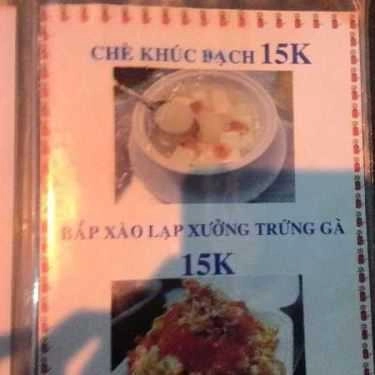 CHÈ KHÚC BẠCH 15K
BẮP XÀO LẠP XƯỞNG TRỨNG GÀ
15K